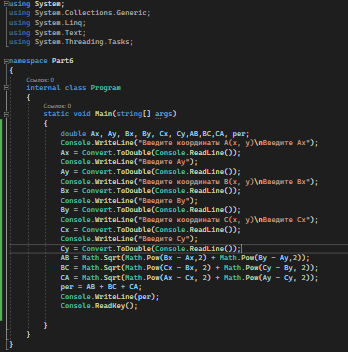 using System;
using System.Collections.Generic;
using System.Linq;
using System.Text;
using System.Threading.Tasks;
namespace Part6
{
Ссылок: 0
internal class Program
{
Ссылок: 0
static void Main(string[] args)
{
double Ax, Ay, Bx, By, Cx, Cy,AB,BC,CA, per;
Console.WriteLine("Введите координаты A(x, y)\nВведите Ax");
Ax = Convert.ToDouble(Console.ReadLine());
Console.WriteLine("Введите Ay");
Ay = Convert.ToDouble(Console.ReadLine());
Console.WriteLine("Введите координаты B(x, y)\nВведите Bx");
Bx = Convert.ToDouble(Console.ReadLine());
Console.WriteLine("Введите By");
By = Convert.ToDouble(Console.ReadLine());
Console.WriteLine("Введите координаты C(x, y)\nВведите Cx");
Cx = Convert.ToDouble(Console.ReadLine());
Console.WriteLine("Введите Cy");
Cy = Convert.ToDouble(Console.ReadLine());
AB = Math.Sqrt(Math.Pow(Bx - Ax,2) + Math.Pow(By - Ay,2));
BC = Math.Sqrt(Math.Pow(Cx - Bx, 2) + Math.Pow(Cy - By, 2));
CA = Math.Sqrt(Math.Pow(Ax - Cx, 2) + Math.Pow(Ay - Cy, 2));
per = AB + BC + CA;
Console.WriteLine(per);
Console.ReadKey();
}
}
}